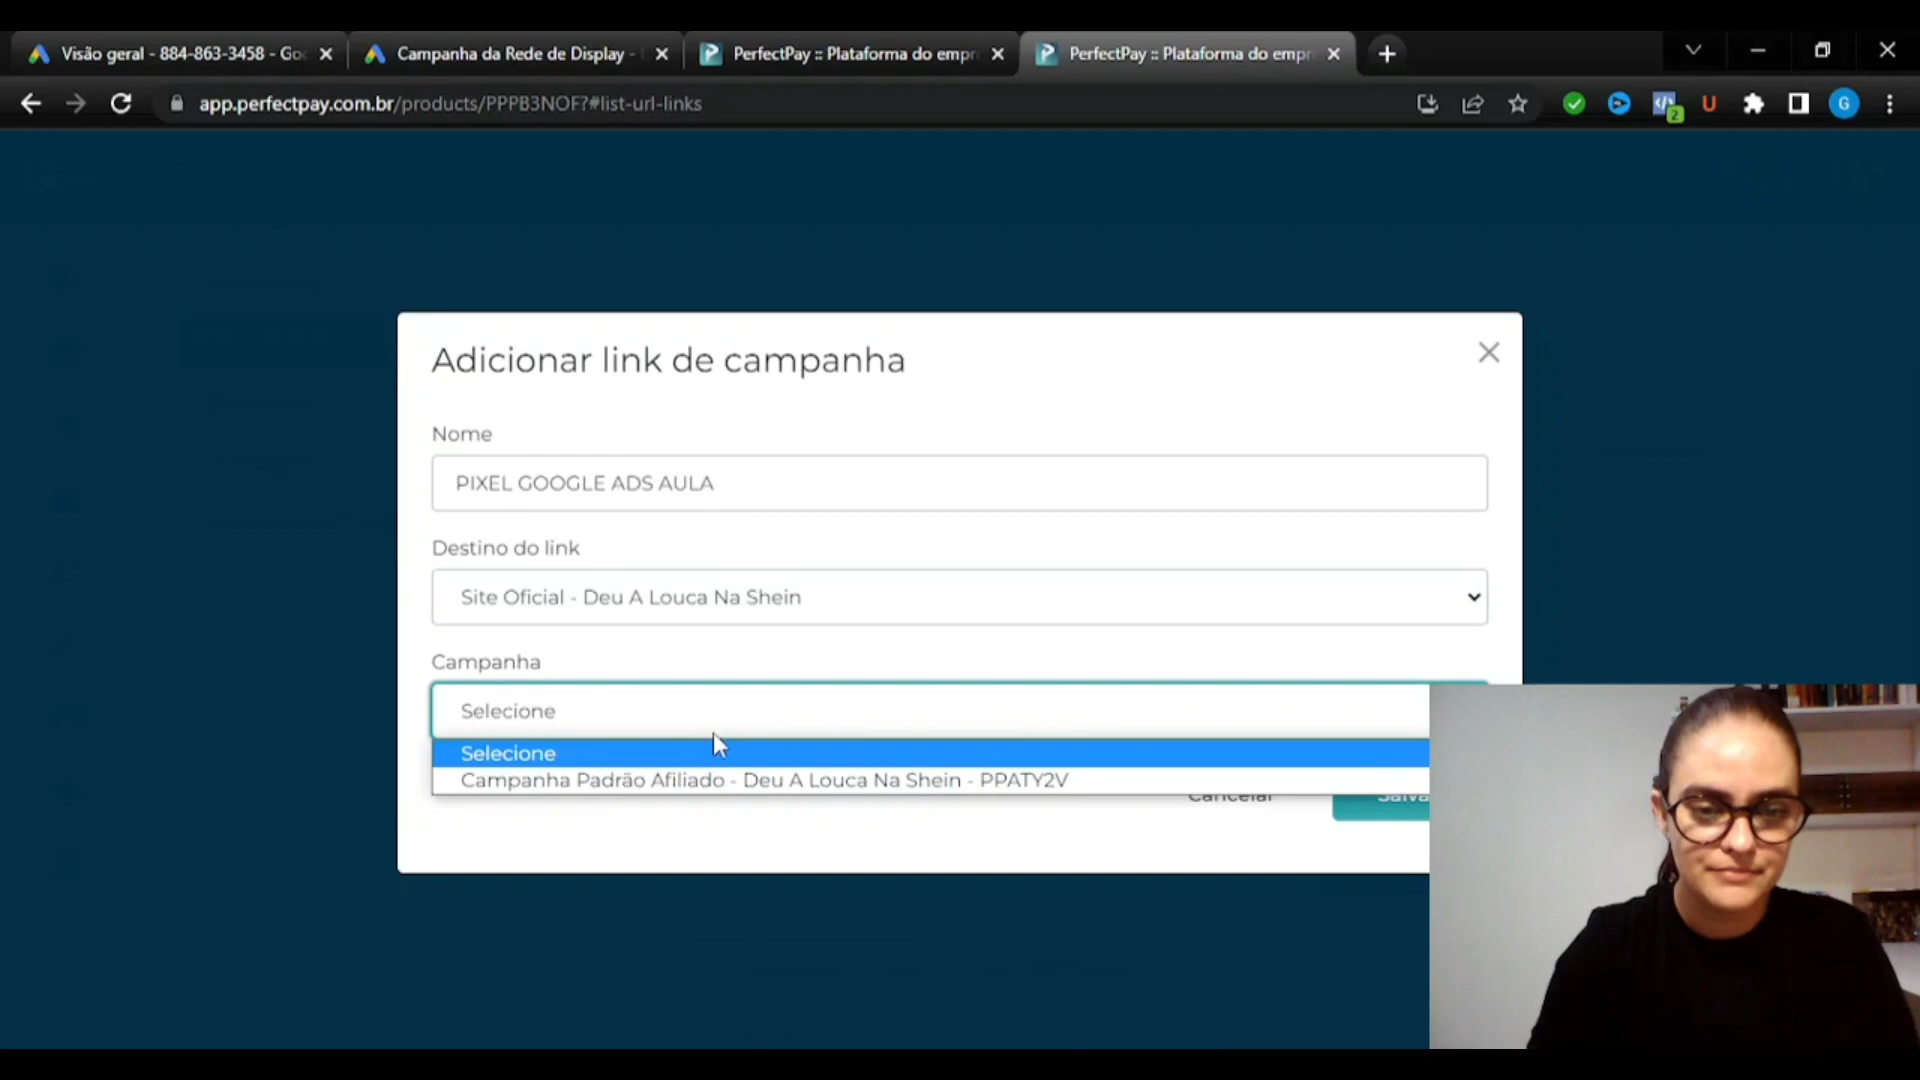 Visão geral - 884-863-3458 - Go
Campanha da Rede de Display -
PerfectPay :: Plataforma do empr
PerfectPay :: Plataforma do empr
app.perfectpay.com.br/products/PPPB3NOF?#list-url-links
2
U
G
Adicionar link de campanha
Nome
PIXEL GOOGLE ADS AULA
Destino do link
Site Oficial - Deu A Louca Na Shein
Campanha
Selecione
Selecione
Campanha Padrão Afiliado - Deu A Louca Na Shein - PPATY2V
Cancelar
Salva